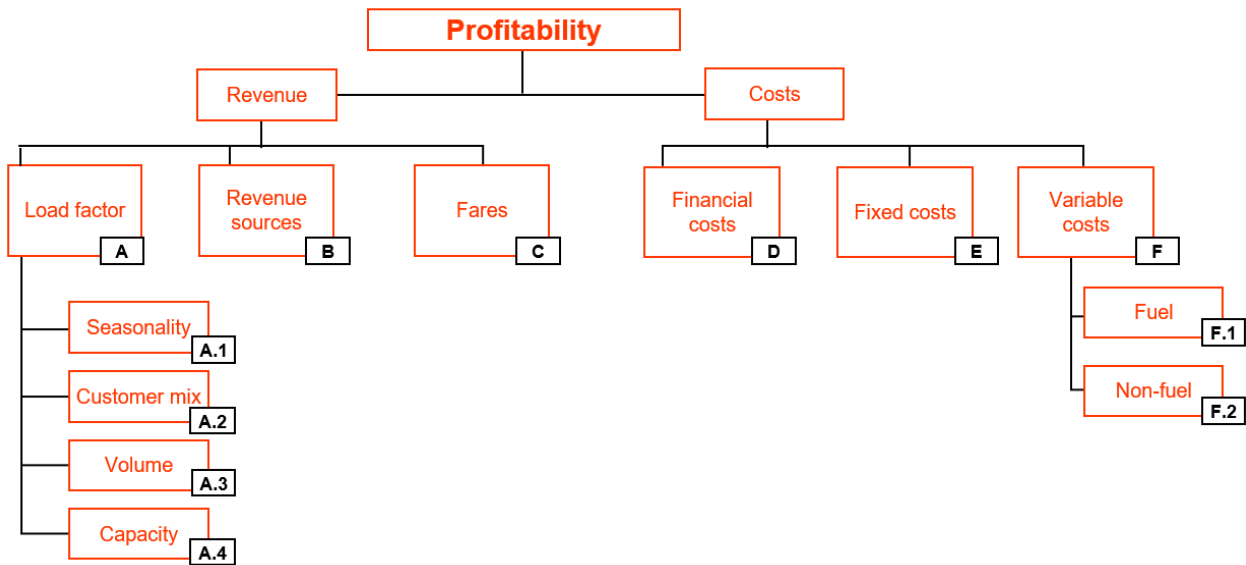 Profitability
Revenue
Costs
Load factor
A
Revenue
sources
B
Fares
C
Financial
costs
D
Fixed costs
E
Variable
costs
F
Seasonality
A.1
Customer mix
A.2
Volume
A.3
Capacity
A.4
Fuel
F.1
Non-fuel
F.2